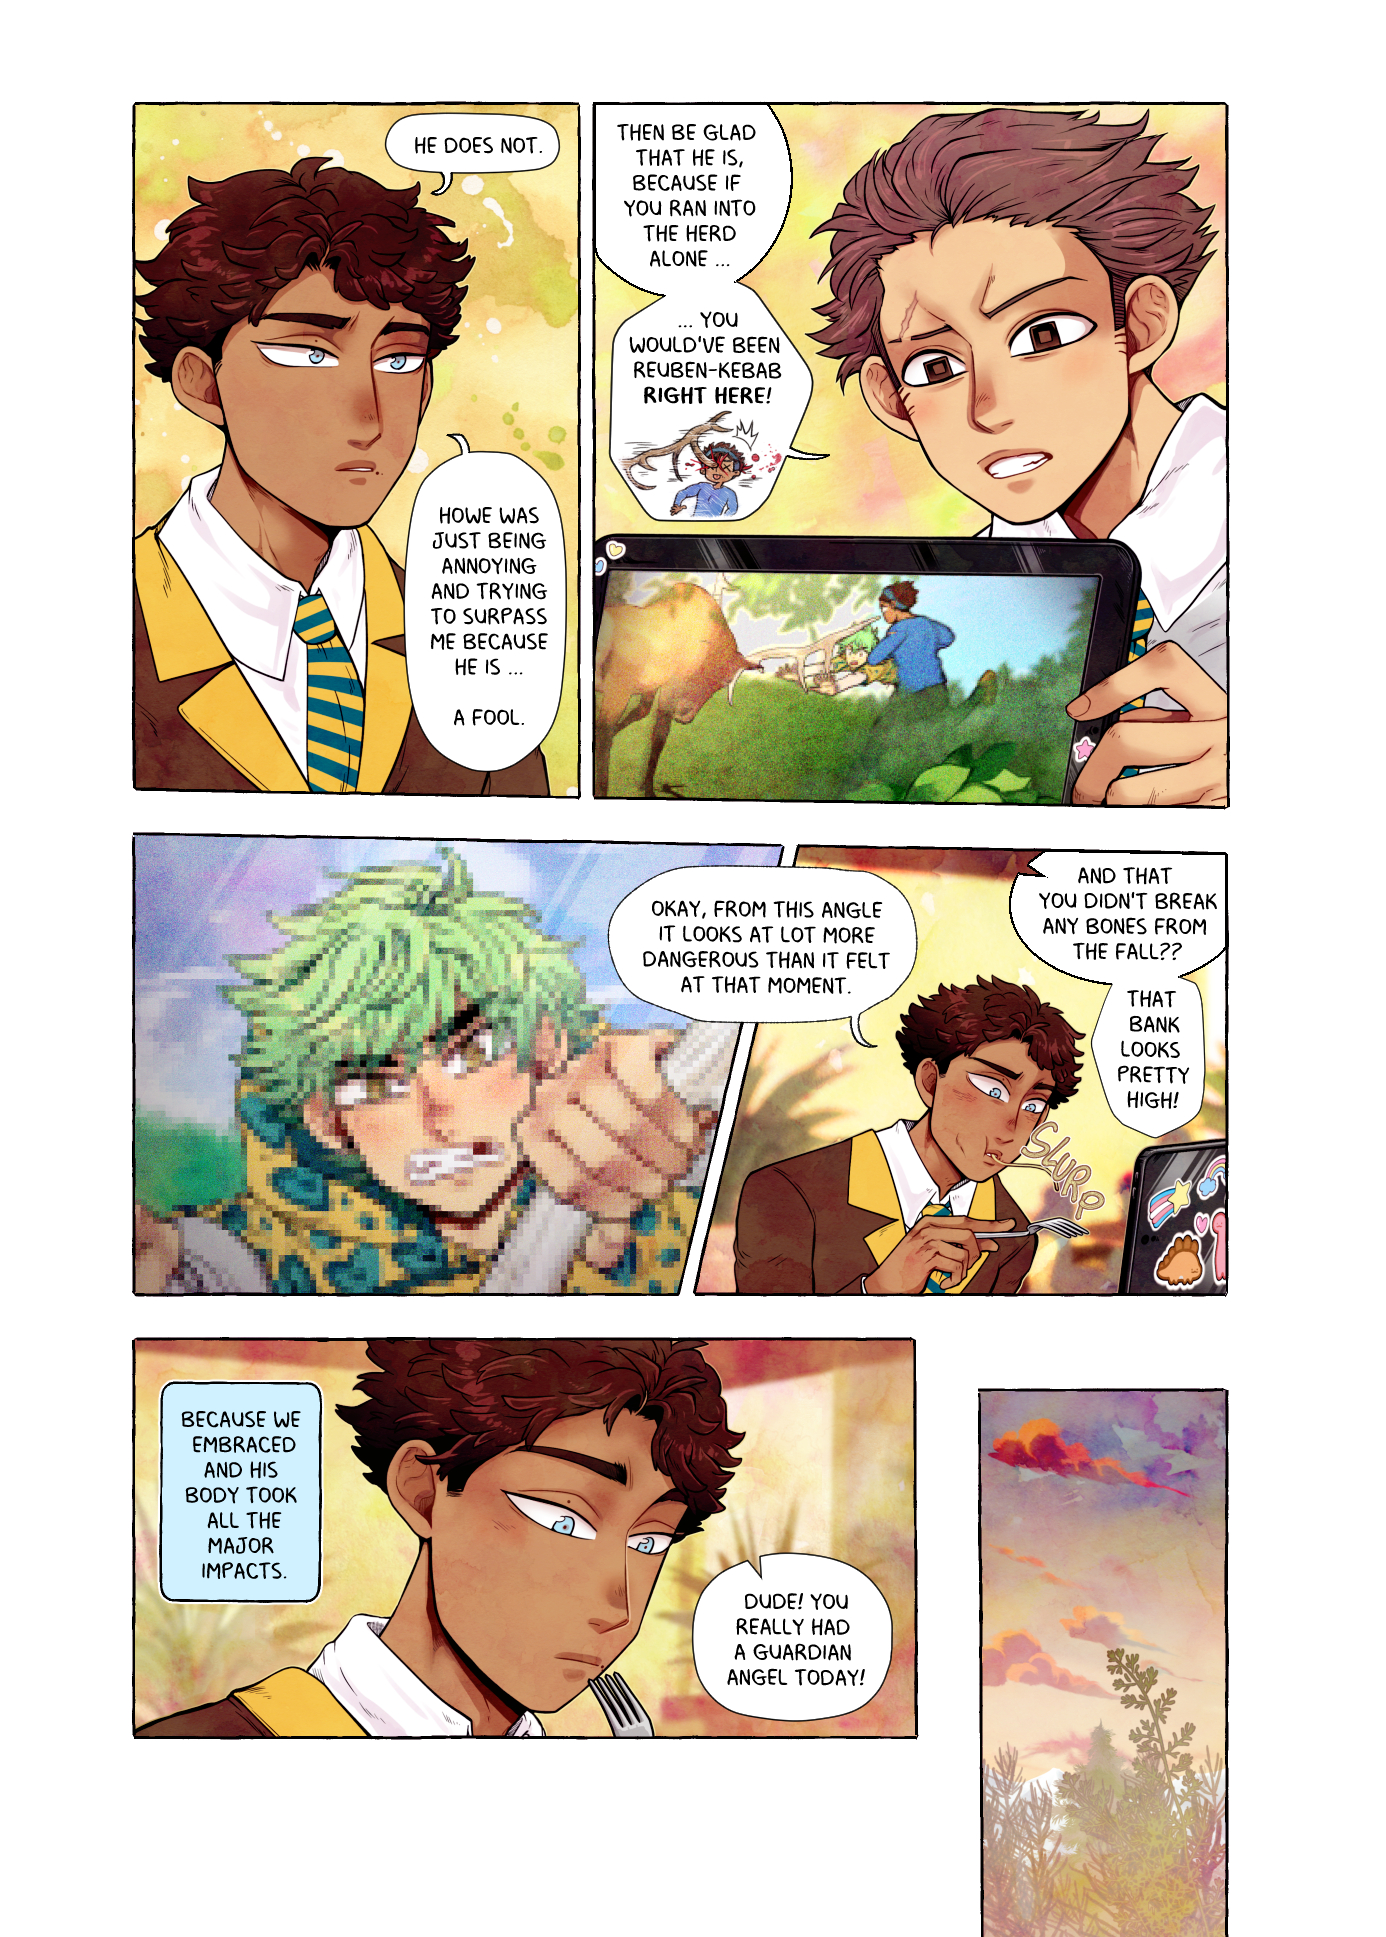 HE DOES NOT.
HOWE WAS
JUST BEING
ANNOYING
AND TRYING
TO SURPASS
ME BECAUSE
HE IS ...
A FOOL.
THEN BE GLAD
THAT HE IS,
BECAUSE IF
YOU RAN INTO
THE HERD
ALONE ...
... YOU
WOULD'VE BEEN
REUBEN-KEBAB
RIGHT HERE!
OKAY, FROM THIS ANGLE
IT LOOKS AT LOT MORE
DANGEROUS THAN IT FELT
AT THAT MOMENT.
AND THAT
YOU DIDN'T BREAK
ANY BONES FROM
THE FALL??
THAT
BANK
LOOKS
PRETTY
HIGH!
SLURP
BECAUSE WE
EMBRACED
AND HIS
BODY TOOK
ALL THE
MAJOR
IMPACTS.
DUDE! YOU
REALLY HAD
A GUARDIAN
ANGEL TODAY!